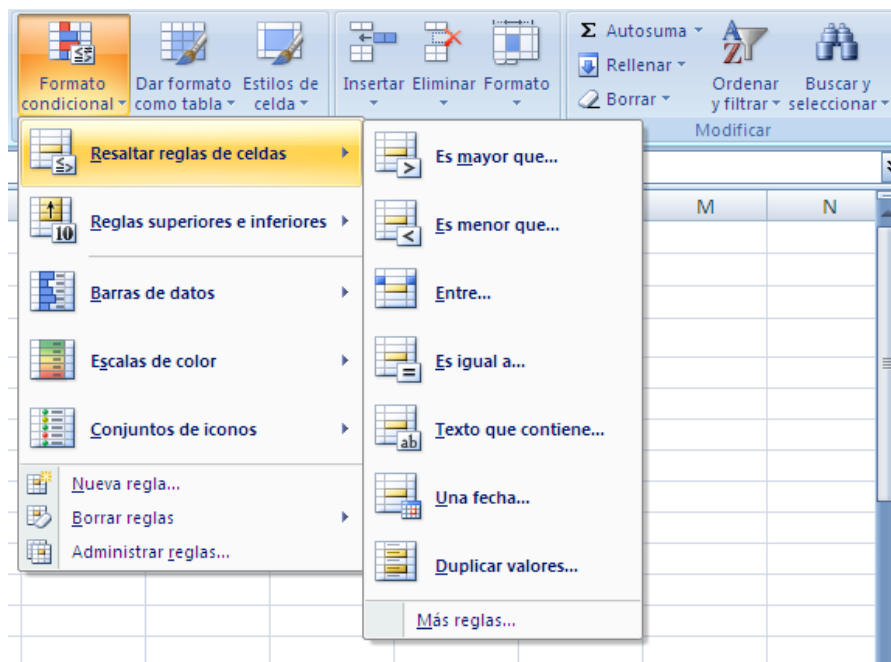 Formato condicional
Dar formato como tabla
Estilos de celda
Insertar
Eliminar
Formato
Σ Autosuma
Rellenar
Borrar
Ordenar y filtrar
Buscar y seleccionar
Modificar
Resaltar reglas de celdas
Reglas superiores e inferiores
10
Barras de datos
Escalas de color
Conjuntos de iconos
Nueva regla...
Borrar reglas
Administrar reglas...
Es mayor que...
>
Es menor que...
<
Entre...
Es igual a...
=
Texto que contiene...
ab
Una fecha...
Duplicar valores...
Más reglas...
M
N